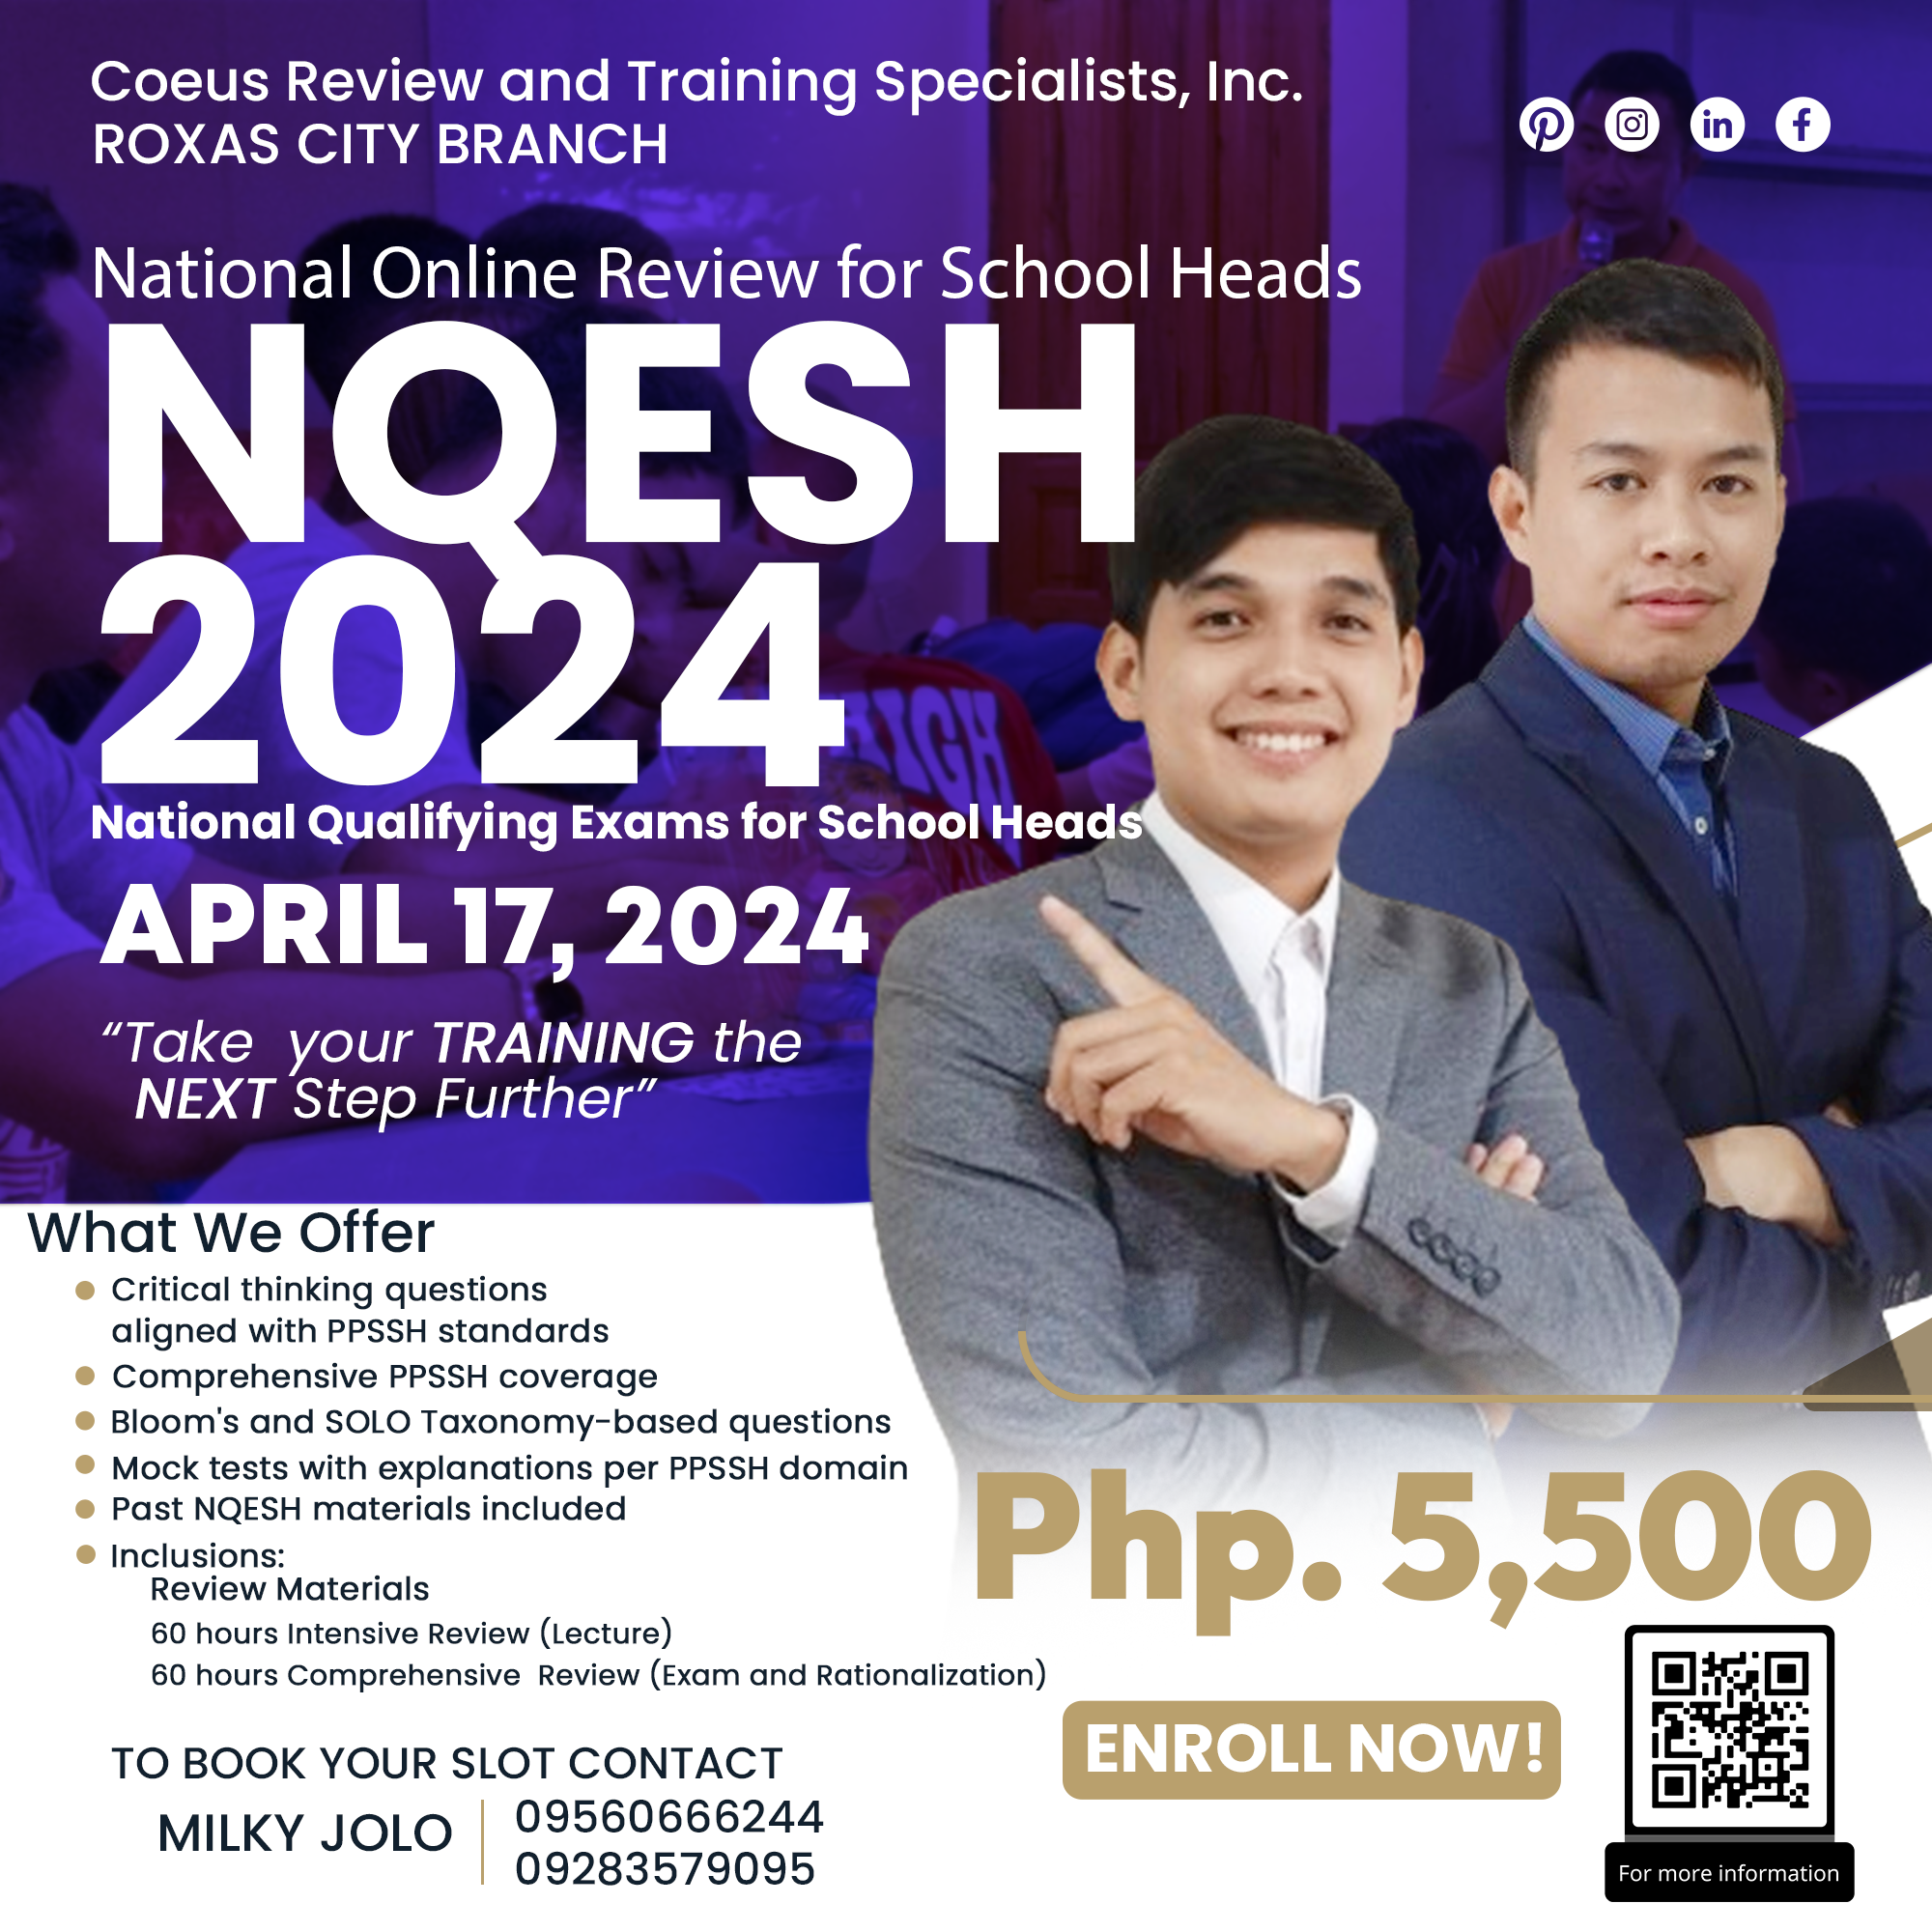 Coeus Review and Training Specialists, Inc.
ROXAS CITY BRANCH
National Online Review for School Heads
NQESH
2024
National Qualifying Exams for School Heads
APRIL 17, 2024
“Take your TRAINING the
NEXT Step Further”
What We Offer
Critical thinking questions
aligned with PPSSH standards
Comprehensive PPSSH coverage
Bloom's and SOLO Taxonomy-based questions
Mock tests with explanations per PPSSH domain
Past NQESH materials included
Inclusions:
Review Materials
60 hours Intensive Review (Lecture)
60 hours Comprehensive Review (Exam and Rationalization)
Php. 5,500
ENROLL NOW!
TO BOOK YOUR SLOT CONTACT
MILKY JOLO
09560666244
09283579095
For more information